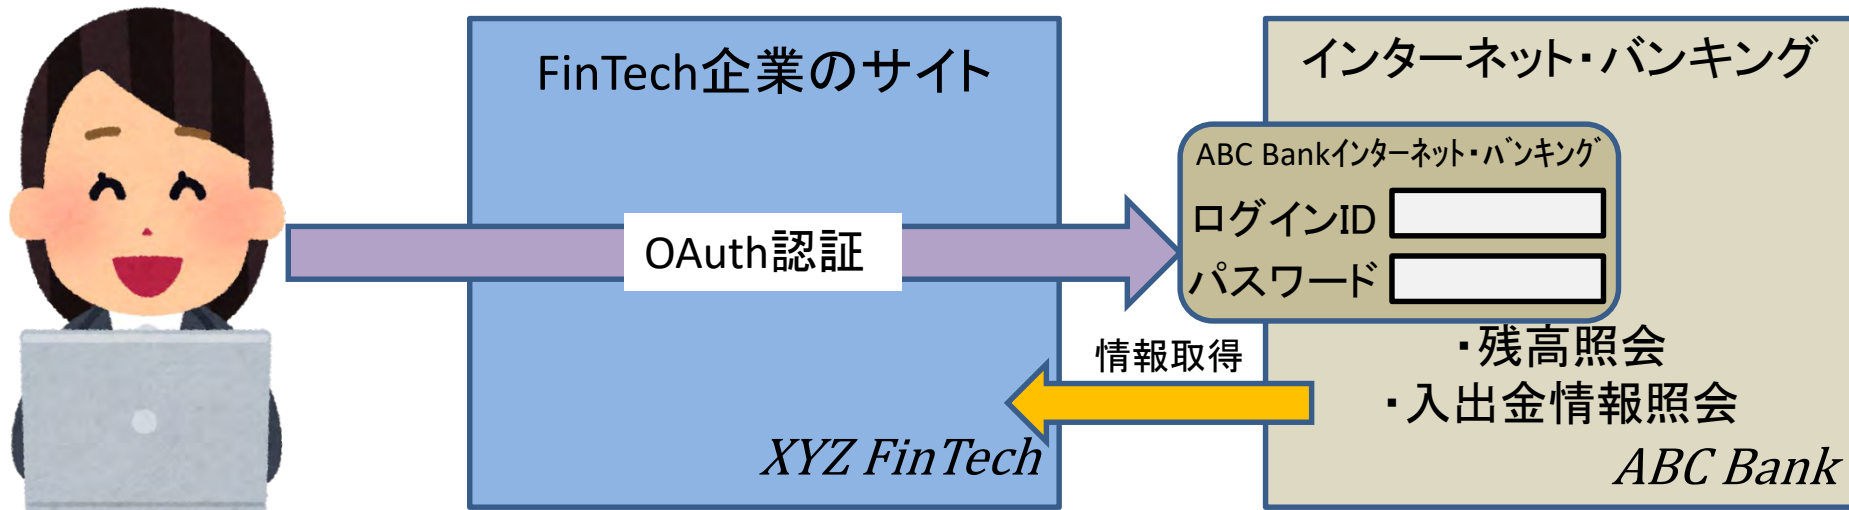 FinTech企業のサイト
OAuth認証
XYZ FinTech
インターネット・バンキング
ABC Bankインターネット・バンキング
ログインID
パスワード
情報取得
・残高照会
・入出金情報照会
ABC Bank